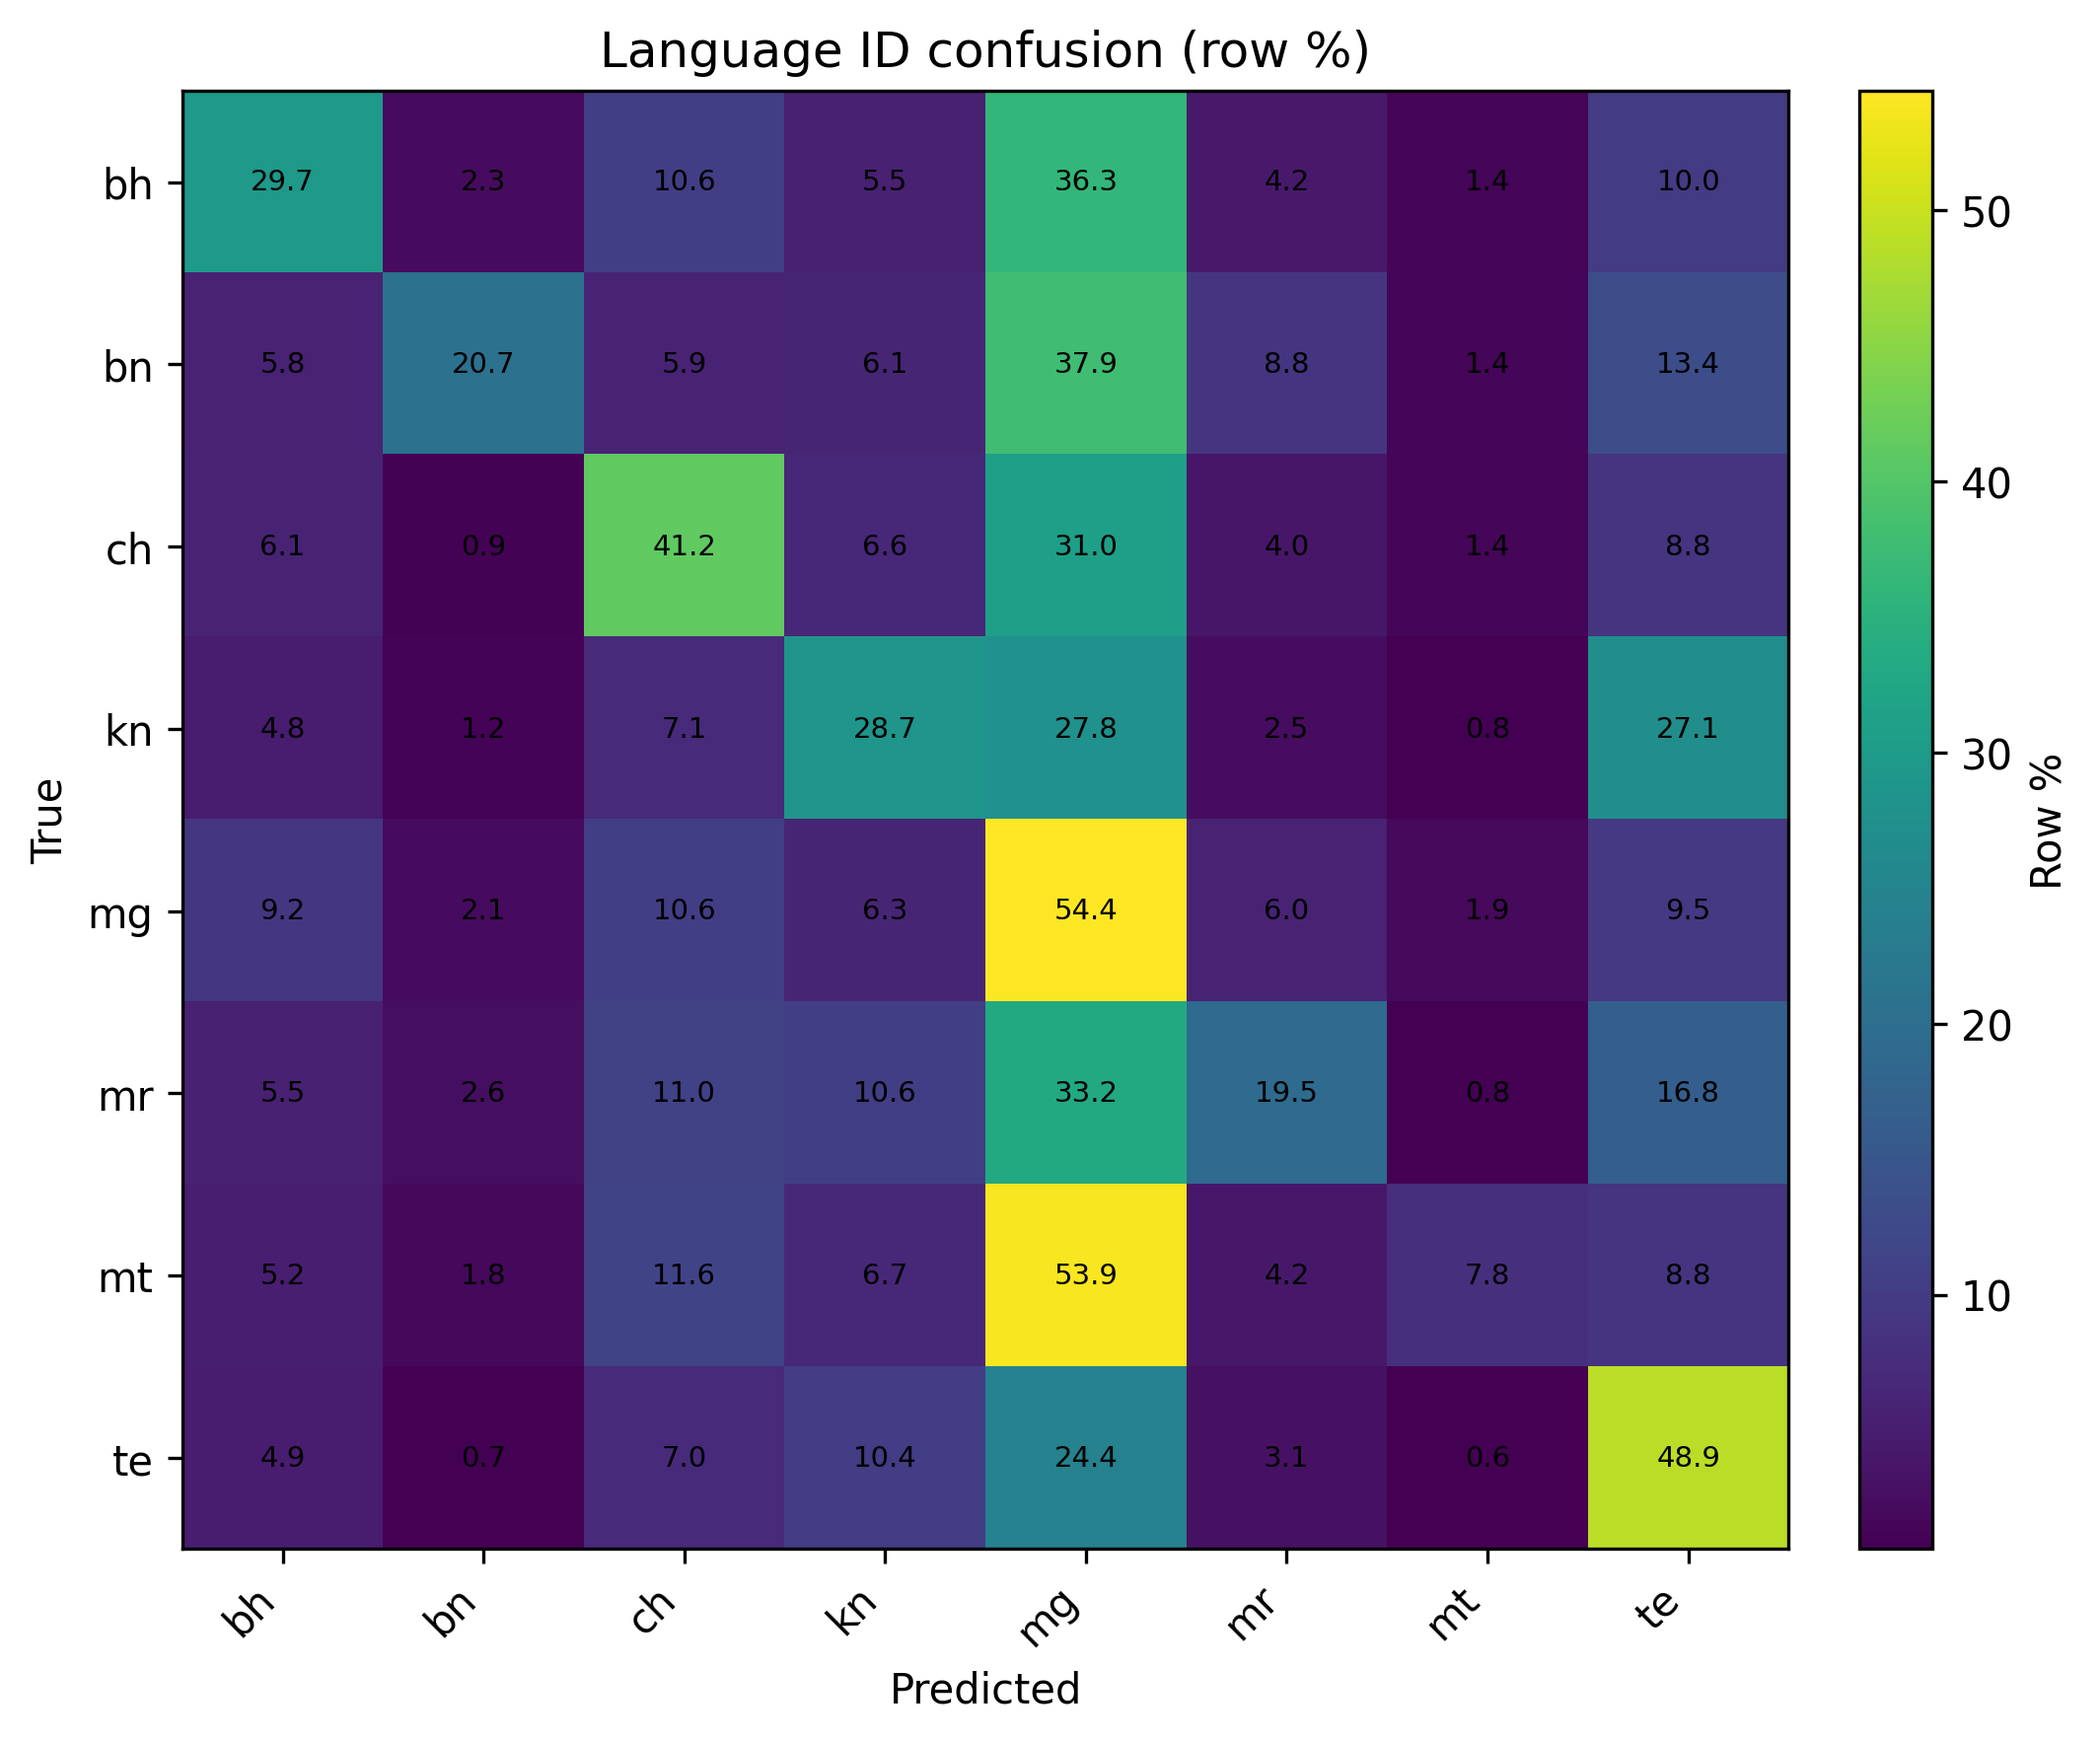 Language ID confusion (row %)
bh 29.7 2.3 10.6 5.5 36.3 4.2 1.4 10.0
bn 5.8 20.7 5.9 6.1 37.9 8.8 1.4 13.4
ch 6.1 0.9 41.2 6.6 31.0 4.0 1.4 8.8
kn 4.8 1.2 7.1 28.7 27.8 2.5 0.8 27.1
mg 9.2 2.1 10.6 6.3 54.4 6.0 1.9 9.5
mr 5.5 2.6 11.0 10.6 33.2 19.5 0.8 16.8
mt 5.2 1.8 11.6 6.7 53.9 4.2 7.8 8.8
te 4.9 0.7 7.0 10.4 24.4 3.1 0.6 48.9
True
bh bn ch kn mg mr mt te
Predicted
50
40
30
20
10
Row %